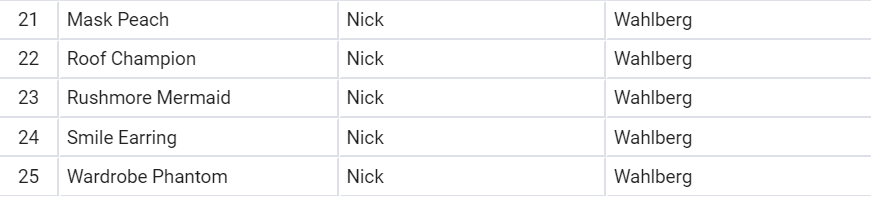 21 Mask Peach Nick Wahlberg
22 Roof Champion Nick Wahlberg
23 Rushmore Mermaid Nick Wahlberg
24 Smile Earring Nick Wahlberg
25 Wardrobe Phantom Nick Wahlberg